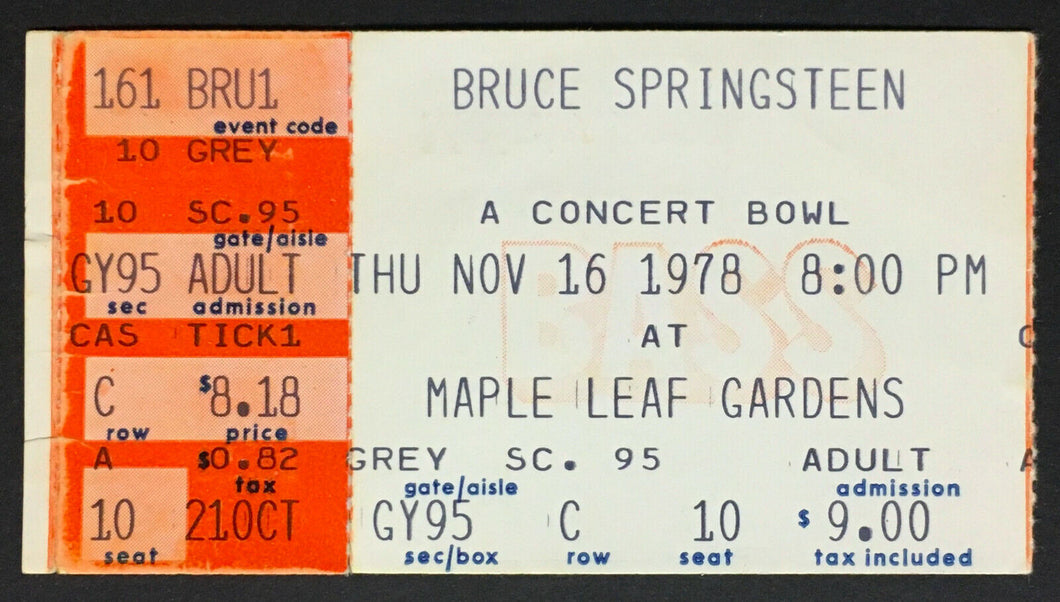 161 BRU1
event code
10 GREY
10 SC.95
gate/aisle
GY95 ADULT
sec admission
CAS TICK1
C $8.18
row price
A $0.82
tax
10 21OCT
seat
BRUCE SPRINGSTEEN
A CONCERT BOWL
BASS
THU NOV 16 1978 8:00 PM
AT
MAPLE LEAF GARDENS
GREY SC. 95 ADULT
gate/aisle admission
GY95 C 10 $9.00
sec/box row seat tax included